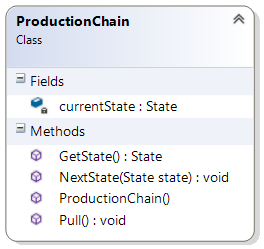 ProductionChain
Class
Fields
currentState : State
Methods
GetState() : State
NextState(State state) : void
ProductionChain()
Pull() : void